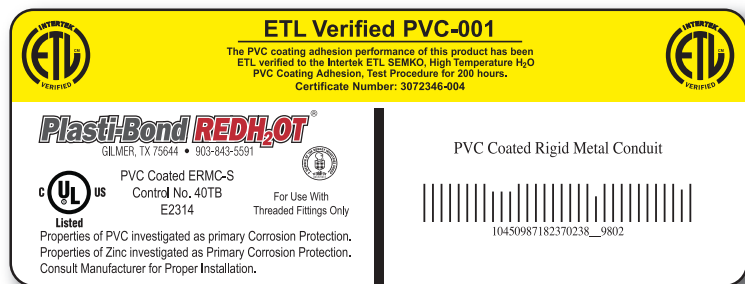 INTERTEK
ETL
CM
VERIFIED
ETL Verified PVC-001
The PVC coating adhesion performance of this product has been
ETL verified to the Intertek ETL SEMKO, High Temperature H₂O
PVC Coating Adhesion, Test Procedure for 200 hours.
Certificate Number: 3072346-004
INTERTEK
ETL
CM
VERIFIED
Plasti-Bond REDH₂OT®
GILMER, TX 75644 • 903-843-5591
C UL US
Listed
PVC Coated ERMC-S
Control No. 40TB
E2314
For Use With
Threaded Fittings Only
Properties of PVC investigated as primary Corrosion Protection.
Properties of Zinc investigated as Primary Corrosion Protection.
Consult Manufacturer for Proper Installation.
PVC Coated Rigid Metal Conduit
10450987182370238__9802